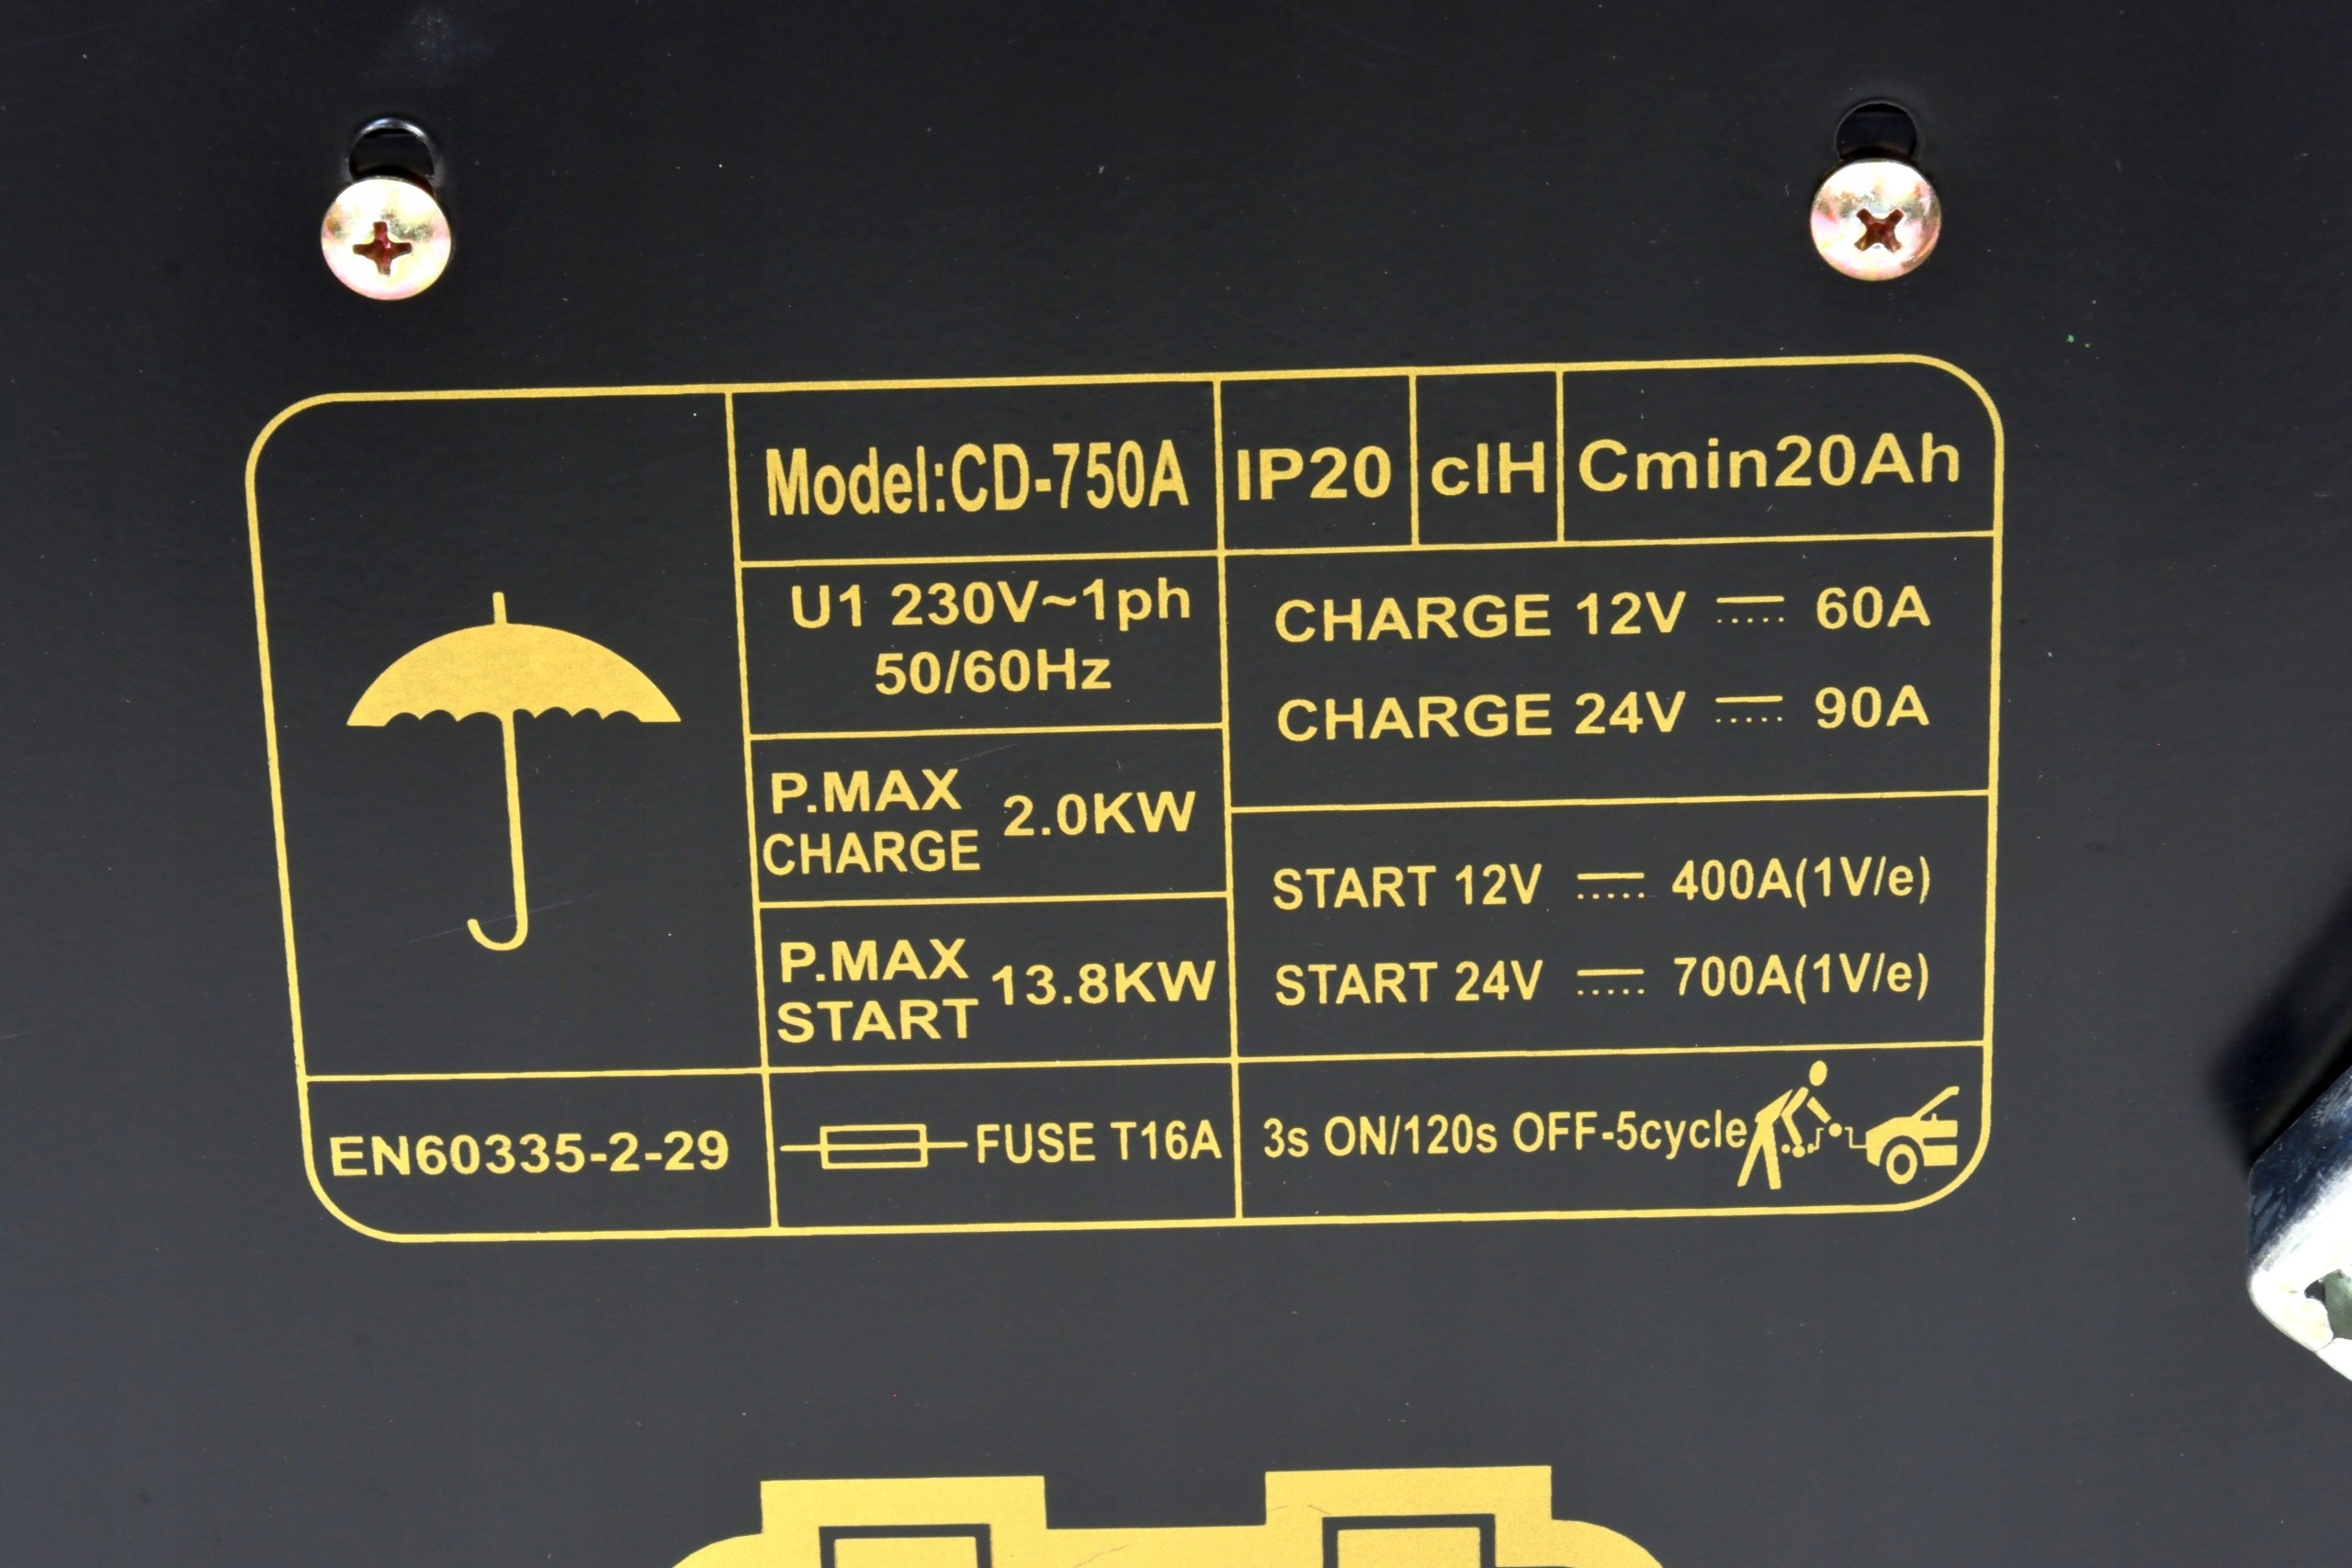 Model:CD-750A
IP20
cIH
Cmin20Ah
U1 230V~1ph
50/60Hz
CHARGE 12V 60A
CHARGE 24V 90A
P.MAX
CHARGE
2.0KW
START 12V 400A(1V/e)
START 24V 700A(1V/e)
P.MAX
START
13.8KW
EN60335-2-29
FUSE T16A
3s ON/120s OFF-5cycle